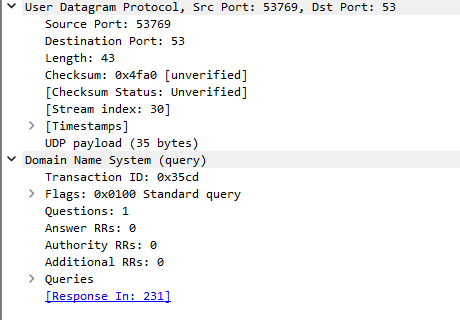 User Datagram Protocol, Src Port: 53769, Dst Port: 53
Source Port: 53769
Destination Port: 53
Length: 43
Checksum: 0x4fa0 [unverified]
[Checksum Status: Unverified]
[Stream index: 30]
[Timestamps]
UDP payload (35 bytes)
Domain Name System (query)
Transaction ID: 0x35cd
Flags: 0x0100 Standard query
Questions: 1
Answer RRs: 0
Authority RRs: 0
Additional RRs: 0
Queries
[Response In: 231]